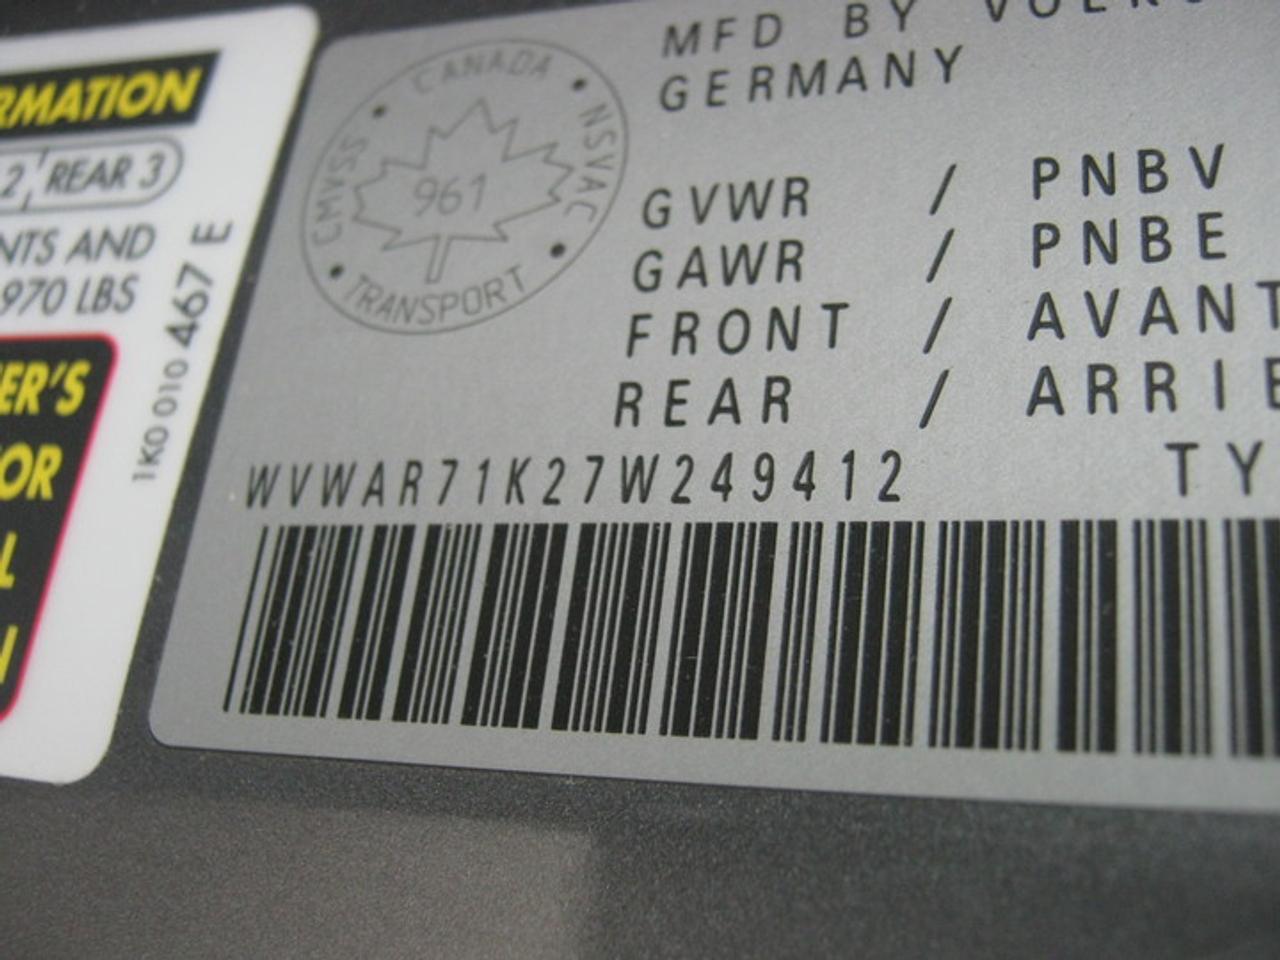 RMATION
2, REAR 3
NTS AND
970 LBS
ER'S
OR
L
1K0 010 467 E
CANADA
NSVAC
TRANSPORT
CMVSS
961
MFD BY
GERMANY
GVWR / PNBV
GAWR / PNBE
FRONT / AVANT
REAR / ARRIE
WVWAR71K27W249412 TY